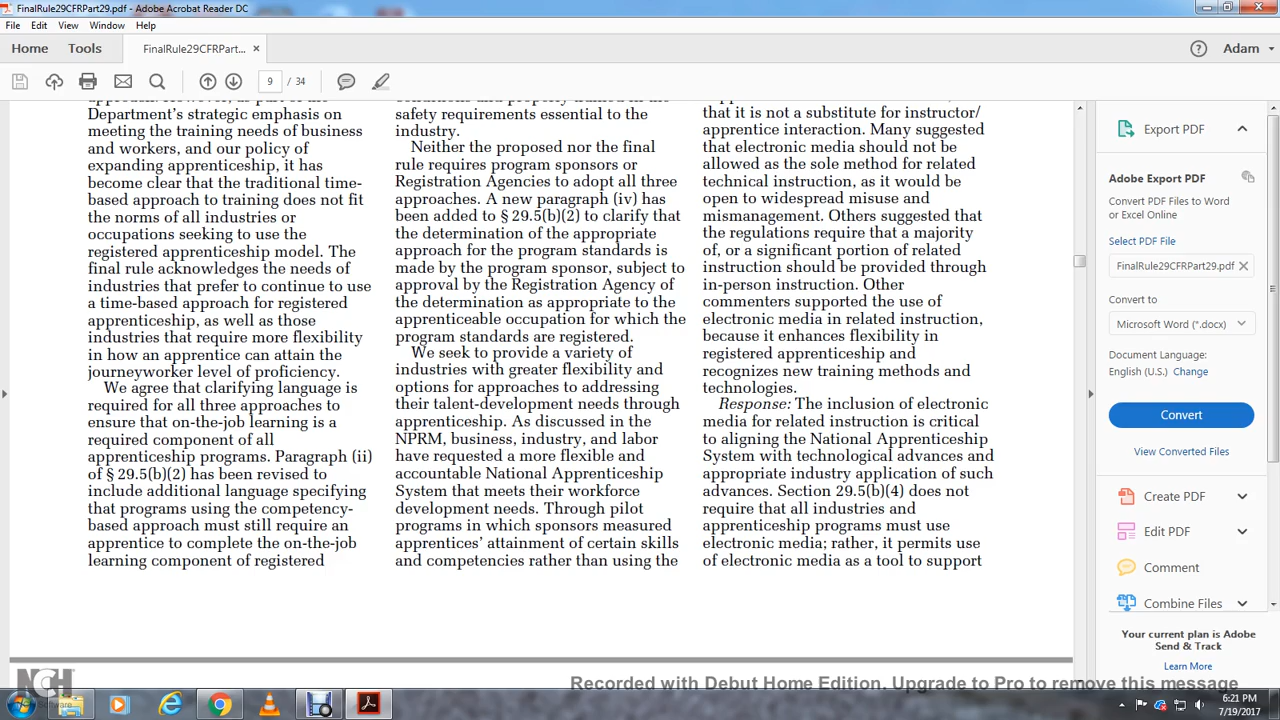 FinalRule29CFRPart29.pdf - Adobe Acrobat Reader DC
File Edit View Window Help
Home Tools FinalRule29CFRPart... × Adam
9 / 34
Department's strategic emphasis on
meeting the training needs of business
and workers, and our policy of
expanding apprenticeship, it has
become clear that the traditional time-
based approach to training does not fit
the norms of all industries or
occupations seeking to use the
registered apprenticeship model. The
final rule acknowledges the needs of
industries that prefer to continue to use
a time-based approach for registered
apprenticeship, as well as those
industries that require more flexibility
in how an apprentice can attain the
journeyworker level of proficiency.
We agree that clarifying language is
required for all three approaches to
ensure that on-the-job learning is a
required component of all
apprenticeship programs. Paragraph (ii)
of § 29.5(b)(2) has been revised to
include additional language specifying
that programs using the competency-
based approach must still require an
apprentice to complete the on-the-job
learning component of registered
safety requirements essential to the
industry.
Neither the proposed nor the final
rule requires program sponsors or
Registration Agencies to adopt all three
approaches. A new paragraph (iv) has
been added to § 29.5(b)(2) to clarify that
the determination of the appropriate
approach for the program standards is
made by the program sponsor, subject to
approval by the Registration Agency of
the determination as appropriate to the
apprenticeable occupation for which the
program standards are registered.
We seek to provide a variety of
industries with greater flexibility and
options for approaches to addressing
their talent-development needs through
apprenticeship. As discussed in the
NPRM, business, industry, and labor
have requested a more flexible and
accountable National Apprenticeship
System that meets their workforce
development needs. Through pilot
programs in which sponsors measured
apprentices' attainment of certain skills
and competencies rather than using the
that it is not a substitute for instructor/
apprentice interaction. Many suggested
that electronic media should not be
allowed as the sole method for related
technical instruction, as it would be
open to widespread misuse and
mismanagement. Others suggested that
the regulations require that a majority
of, or a significant portion of related
instruction should be provided through
in-person instruction. Other
commenters supported the use of
electronic media in related instruction,
because it enhances flexibility in
registered apprenticeship and
recognizes new training methods and
technologies.
Response: The inclusion of electronic
media for related instruction is critical
to aligning the National Apprenticeship
System with technological advances and
appropriate industry application of such
advances. Section 29.5(b)(4) does not
require that all industries and
apprenticeship programs must use
electronic media; rather, it permits use
of electronic media as a tool to support
Export PDF
Adobe Export PDF
Convert PDF Files to Word
or Excel Online
Select PDF File
FinalRule29CFRPart29.pdf ×
Convert to
Microsoft Word (*.docx)
Document Language:
English (U.S.) Change
Convert
View Converted Files
Create PDF
Edit PDF
Comment
Combine Files
Your current plan is Adobe
Send & Track
Learn More
NCH
Software
Recorded with Debut Home Edition. Upgrade to Pro to remove this message
6:21 PM
7/19/2017